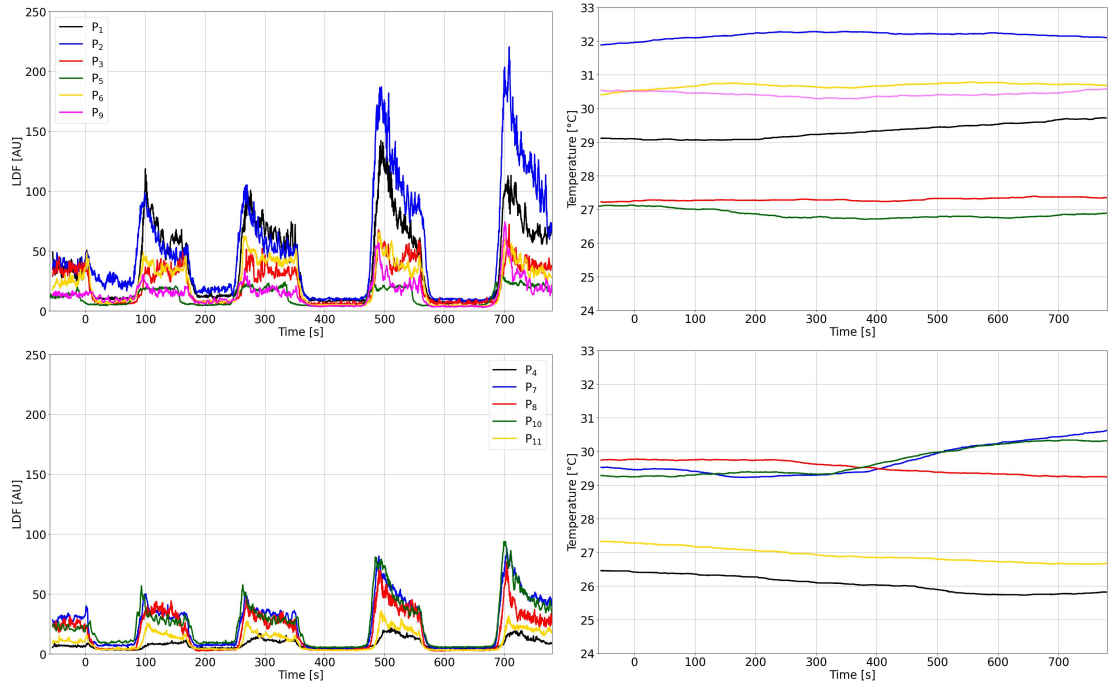 250
200
150
100
50
0
LDF [AU]
P1
P2
P3
P5
P6
P9
0 100 200 300 400 500 600 700
Time [s]
33
32
31
30
29
28
27
26
25
24
Temperature [°C]
0 100 200 300 400 500 600 700
Time [s]
250
200
150
100
50
0
LDF [AU]
P4
P7
P8
P10
P11
0 100 200 300 400 500 600 700
Time [s]
33
32
31
30
29
28
27
26
25
24
Temperature [°C]
0 100 200 300 400 500 600 700
Time [s]